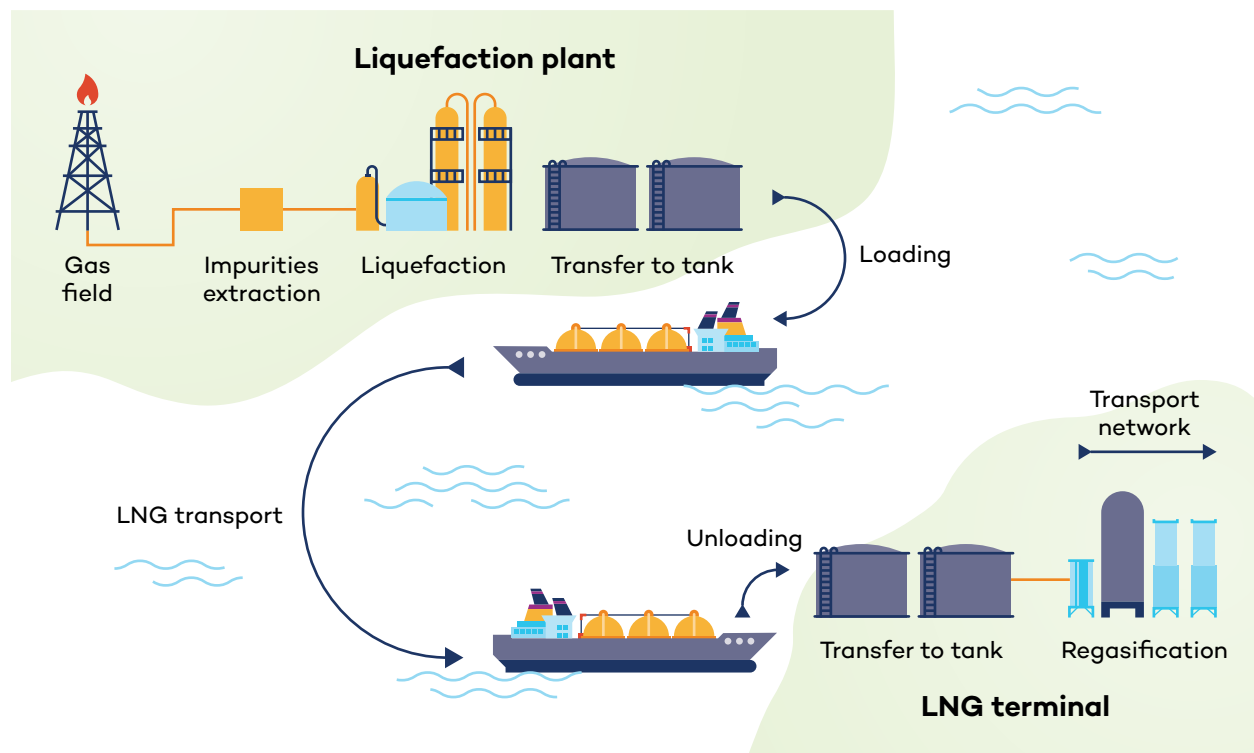 Liquefaction plant
Gas
field
Impurities
extraction
Liquefaction
Transfer to tank
Loading
LNG transport
Unloading
Transport
network
Transfer to tank
Regasification
LNG terminal